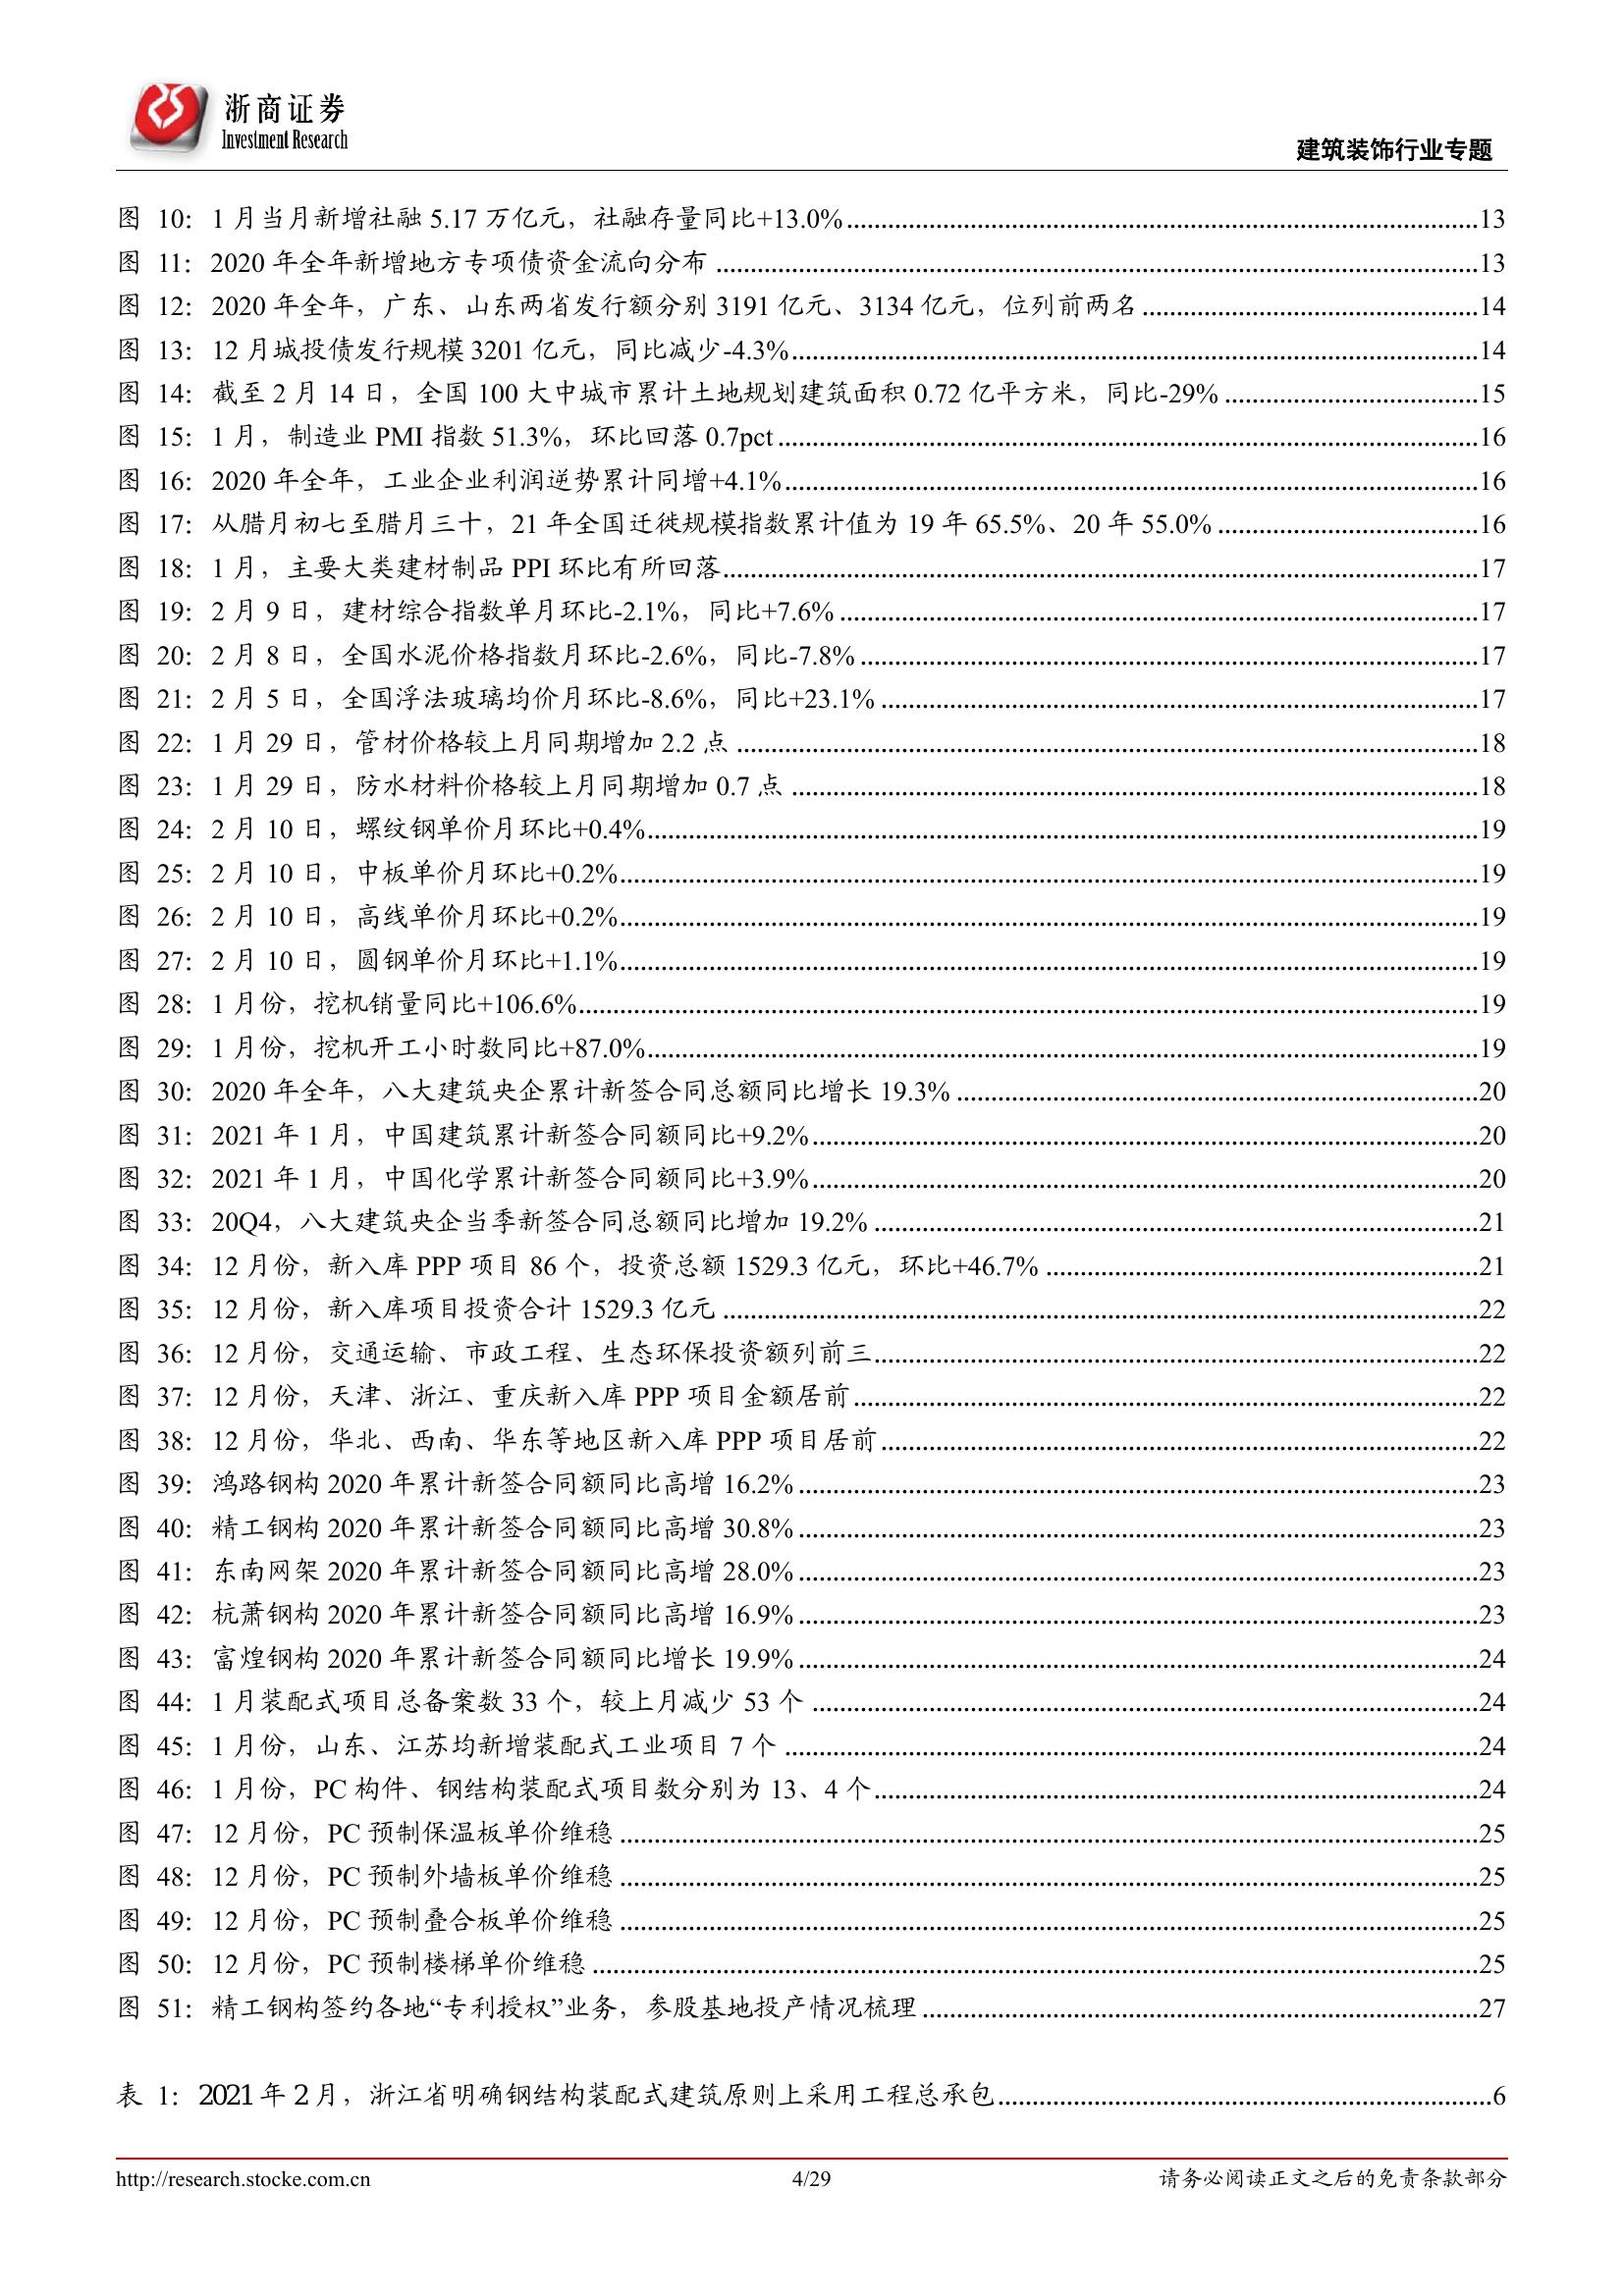 浙商证券
Investment Research
建筑装饰行业专题
图 10：1 月当月新增社融 5.17 万亿元，社融存量同比+13.0%........13
图 11：2020 年全年新增地方专项债资金流向分布........13
图 12：2020 年全年，广东、山东两省发行额分别 3191 亿元、3134 亿元，位列前两名........14
图 13：12 月城投债发行规模 3201 亿元，同比减少-4.3%........14
图 14：截至 2 月 14 日，全国 100 大中城市累计土地规划建筑面积 0.72 亿平方米，同比-29%........15
图 15：1 月，制造业 PMI 指数 51.3%，环比回落 0.7pct........16
图 16：2020 年全年，工业企业利润逆势累计同增+4.1%........16
图 17：从腊月初七至腊月三十，21 年全国迁徙规模指数累计值为 19 年 65.5%、20 年 55.0%........16
图 18：1 月，主要大类建材制品 PPI 环比有所回落........17
图 19：2 月 9 日，建材综合指数单月环比-2.1%，同比+7.6%........17
图 20：2 月 8 日，全国水泥价格指数月环比-2.6%，同比-7.8%........17
图 21：2 月 5 日，全国浮法玻璃均价月环比-8.6%，同比+23.1%........17
图 22：1 月 29 日，管材价格较上月同期增加 2.2 点........18
图 23：1 月 29 日，防水材料价格较上月同期增加 0.7 点........18
图 24：2 月 10 日，螺纹钢单价月环比+0.4%........19
图 25：2 月 10 日，中板单价月环比+0.2%........19
图 26：2 月 10 日，高线单价月环比+0.2%........19
图 27：2 月 10 日，圆钢单价月环比+1.1%........19
图 28：1 月份，挖机销量同比+106.6%........19
图 29：1 月份，挖机开工小时数同比+87.0%........19
图 30：2020 年全年，八大建筑央企累计新签合同总额同比增长 19.3%........20
图 31：2021 年 1 月，中国建筑累计新签合同额同比+9.2%........20
图 32：2021 年 1 月，中国化学累计新签合同额同比+3.9%........20
图 33：20Q4，八大建筑央企当季新签合同总额同比增加 19.2%........21
图 34：12 月份，新入库 PPP 项目 86 个，投资总额 1529.3 亿元，环比+46.7%........21
图 35：12 月份，新入库项目投资合计 1529.3 亿元........22
图 36：12 月份，交通运输、市政工程、生态环保投资额列前三........22
图 37：12 月份，天津、浙江、重庆新入库 PPP 项目金额居前........22
图 38：12 月份，华北、西南、华东等地区新入库 PPP 项目居前........22
图 39：鸿路钢构 2020 年累计新签合同额同比高增 16.2%........23
图 40：精工钢构 2020 年累计新签合同额同比高增 30.8%........23
图 41：东南网架 2020 年累计新签合同额同比高增 28.0%........23
图 42：杭萧钢构 2020 年累计新签合同额同比高增 16.9%........23
图 43：富煌钢构 2020 年累计新签合同额同比增长 19.9%........24
图 44：1 月装配式项目总备案数 33 个，较上月减少 53 个........24
图 45：1 月份，山东、江苏均新增装配式工业项目 7 个........24
图 46：1 月份，PC 构件、钢结构装配式项目数分别为 13、4 个........24
图 47：12 月份，PC 预制保温板单价维稳........25
图 48：12 月份，PC 预制外墙板单价维稳........25
图 49：12 月份，PC 预制叠合板单价维稳........25
图 50：12 月份，PC 预制楼梯单价维稳........25
图 51：精工钢构签约各地“专利授权”业务，参股基地投产情况梳理........27
表 1：2021 年 2 月，浙江省明确钢结构装配式建筑原则上采用工程总承包........6
http://research.stocke.com.cn
4/29
请务必阅读正文之后的免责条款部分